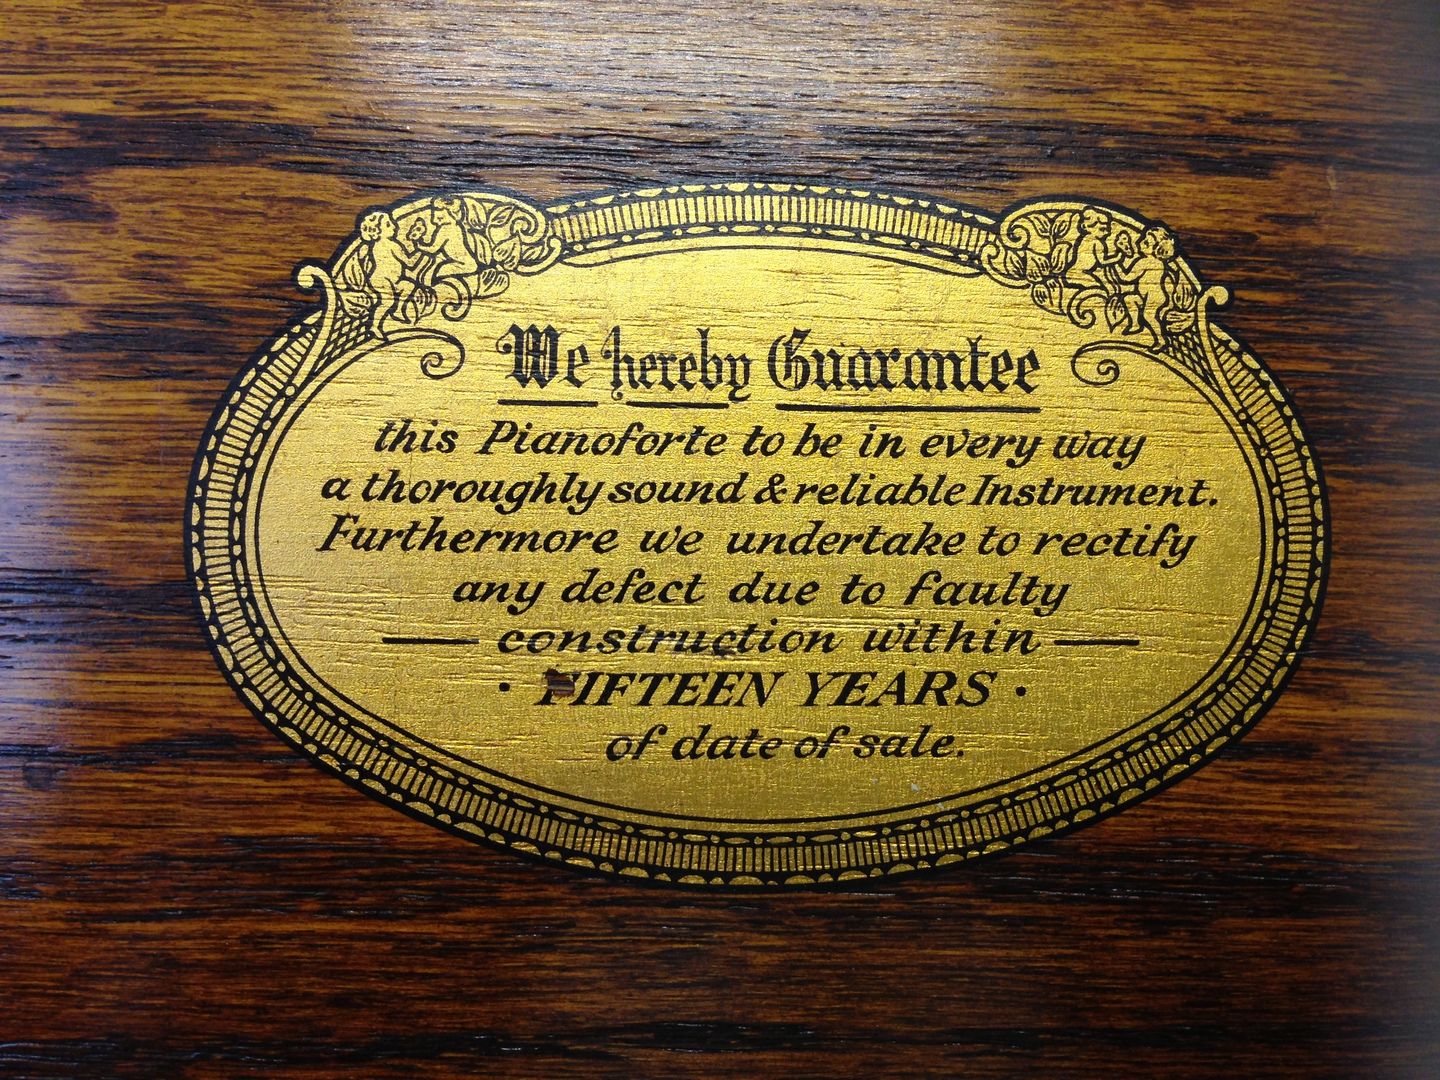 We hereby Guarantee
this Pianoforte to be in every way
a thoroughly sound & reliable Instrument.
Furthermore we undertake to rectify
any defect due to faulty
— construction within —
· FIFTEEN YEARS ·
of date of sale.